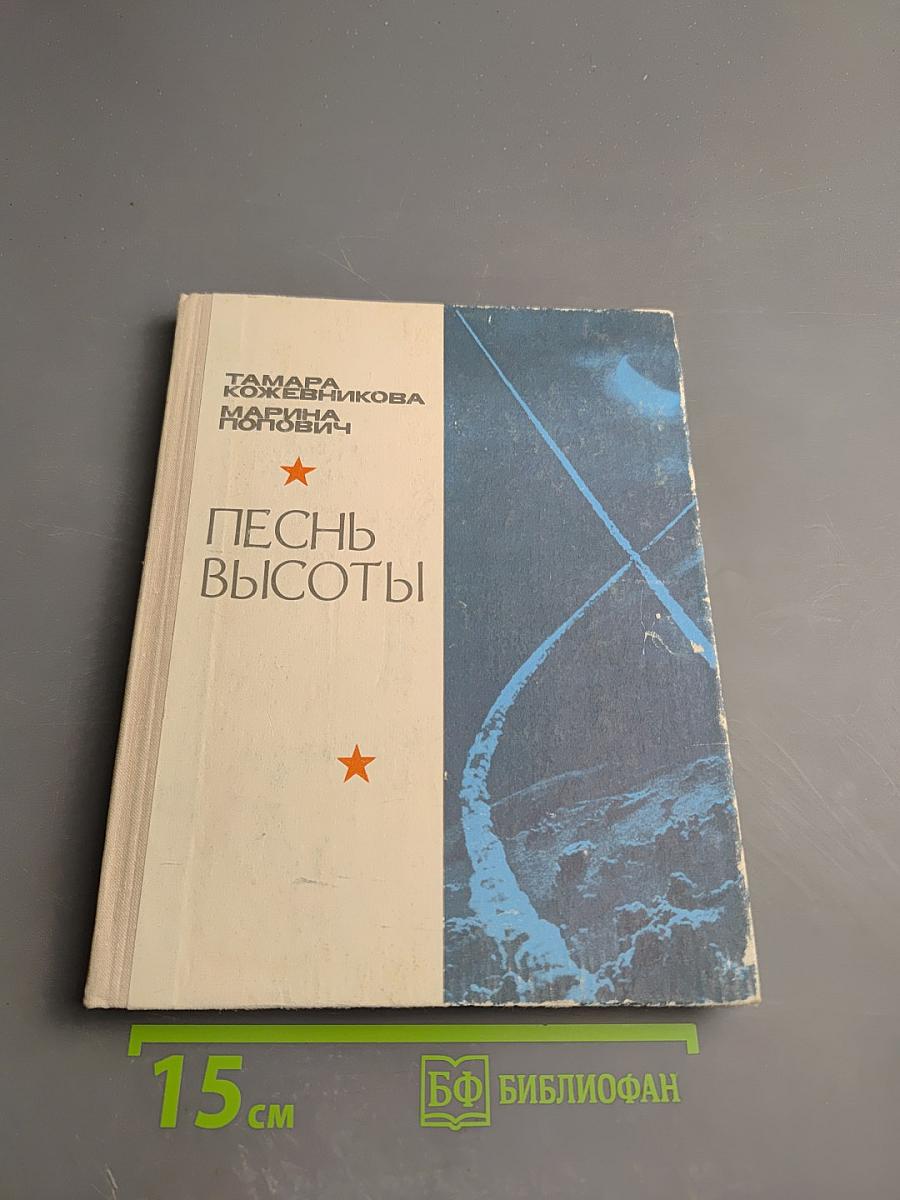 ТАМАРА
КОЖЕВНИКОВА
МАРИНА
ПОПОВИЧ
ПЕСНЬ
ВЫСОТЫ
15 см
БФ БИБЛИОФАН